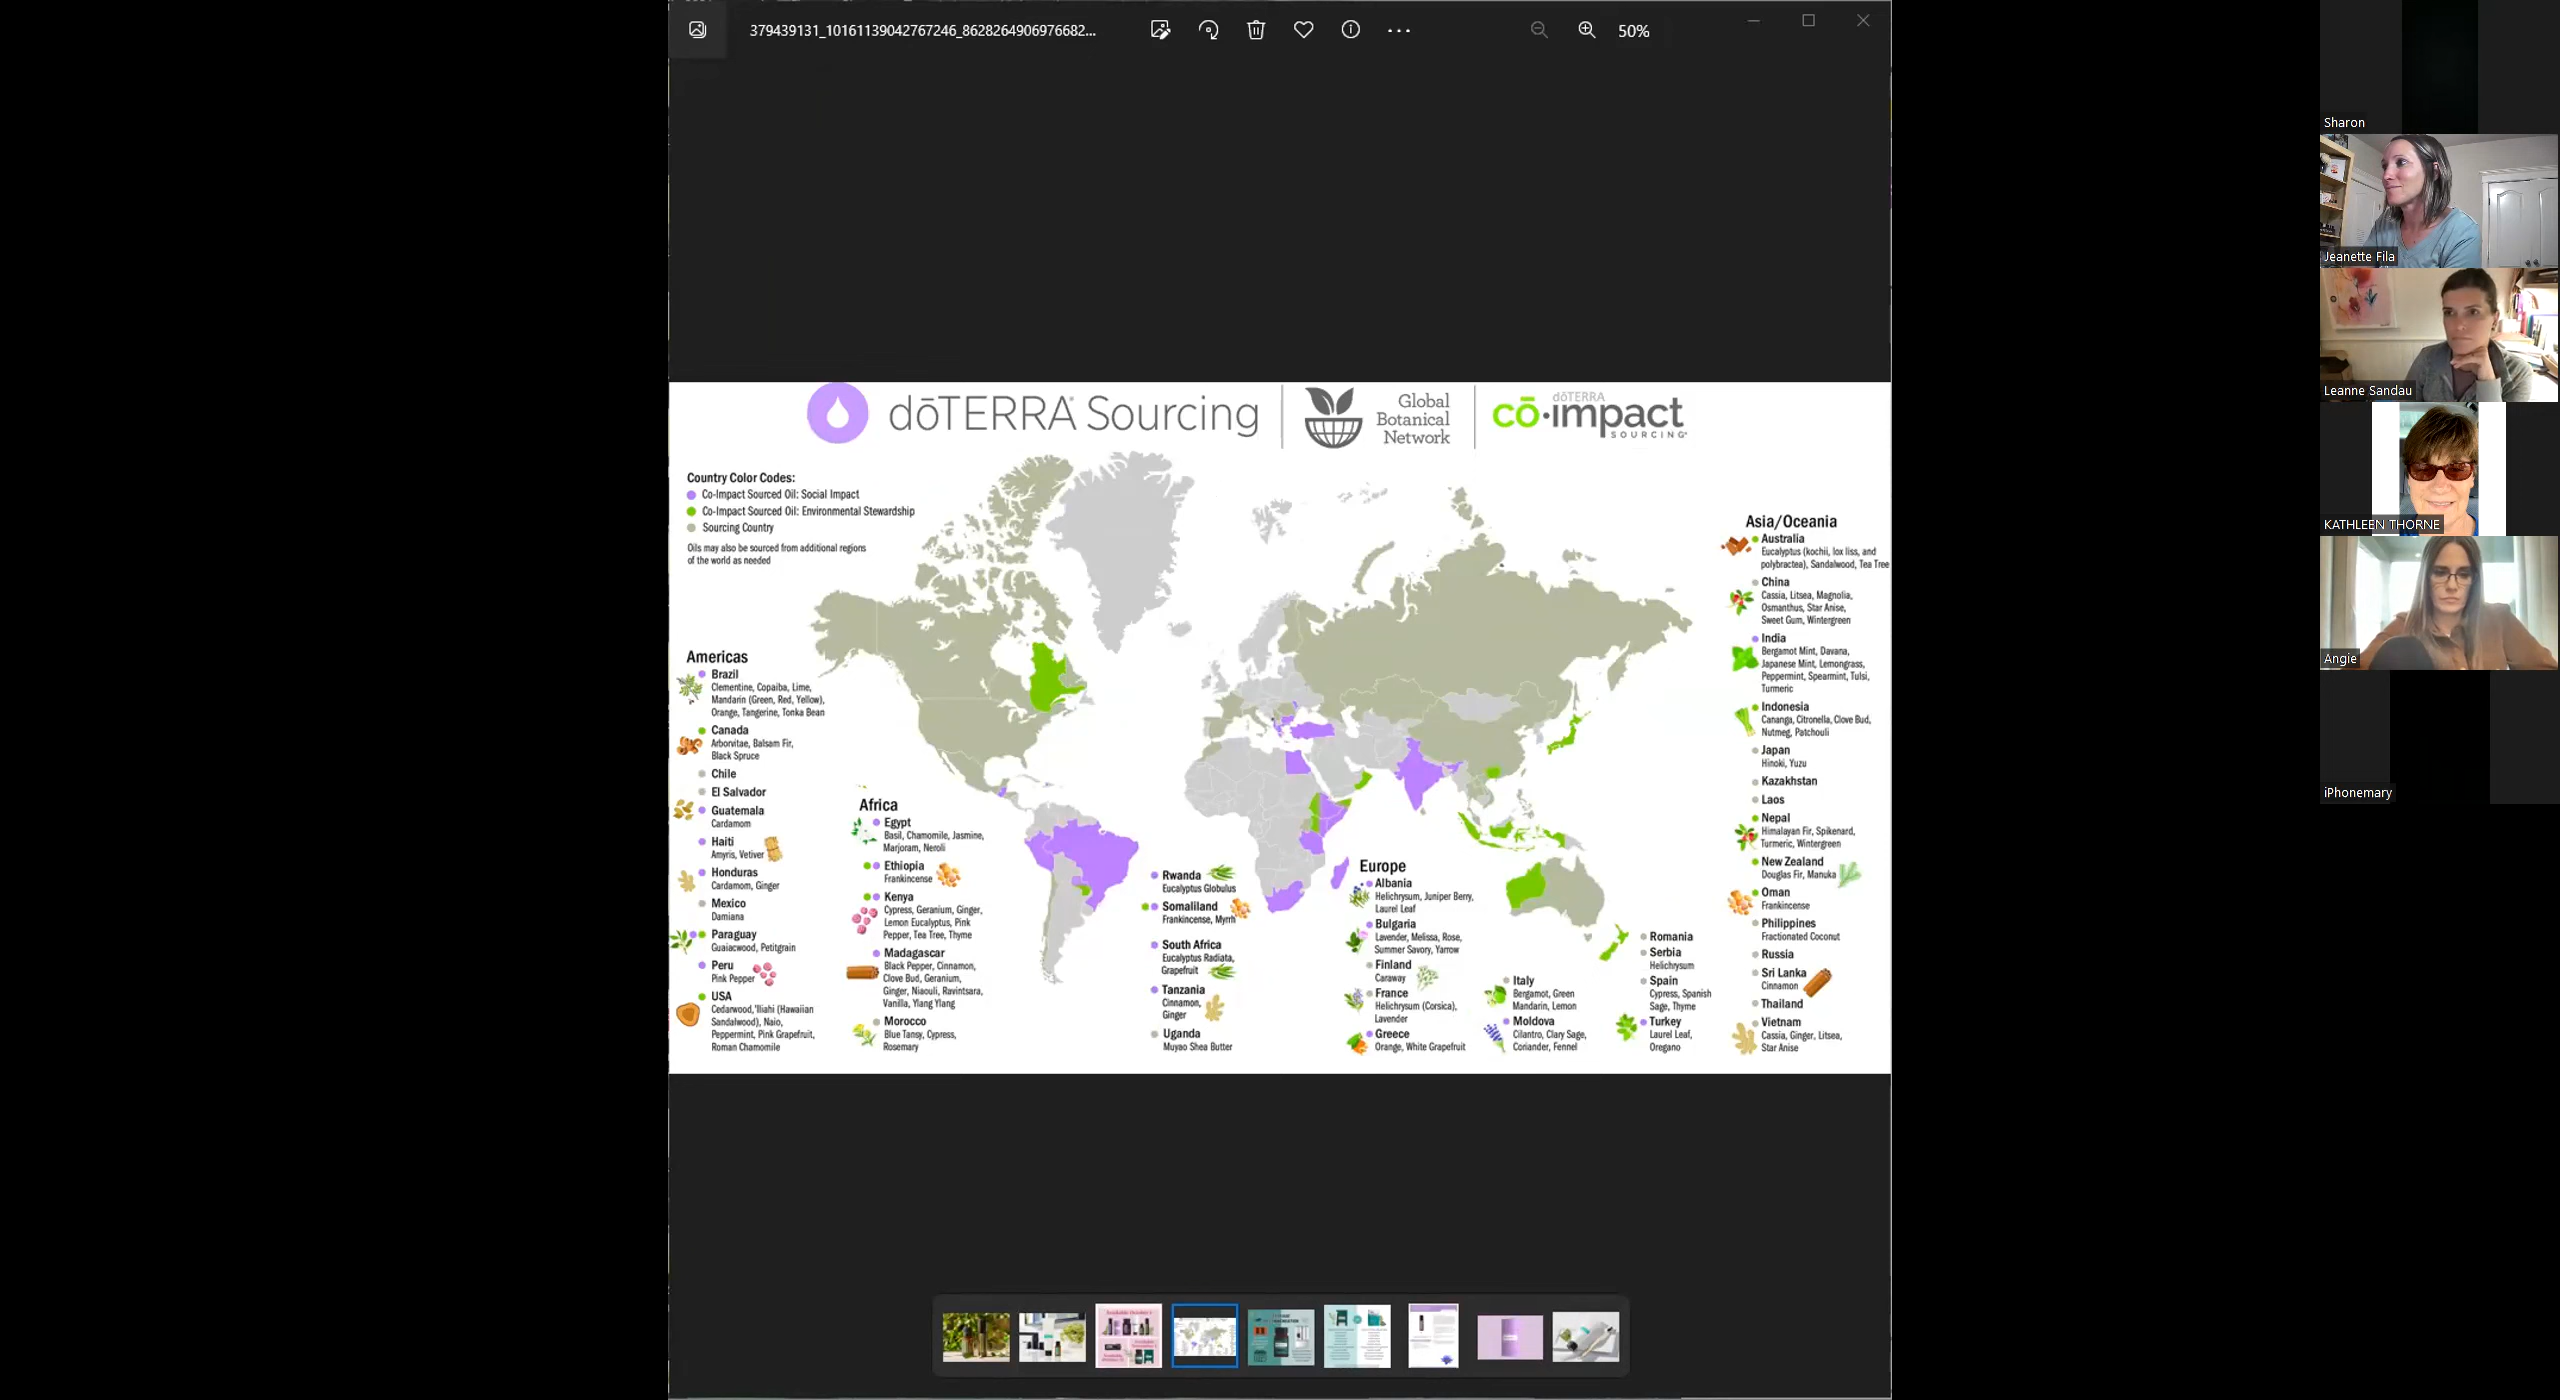 379439131_10161139042767246_8628264906976682...
50%
dōTERRA® Sourcing
Global
Botanical
Network
dōTERRA
cō·impact
SOURCING®
Country Color Codes:
Co-Impact Sourced Oil: Social Impact
Co-Impact Sourced Oil: Environmental Stewardship
Sourcing Country
Oils may also be sourced from additional regions
of the world as needed
Americas
Brazil
Clementine, Copaiba, Lime,
Mandarin (Green, Red, Yellow),
Orange, Tangerine, Tonka Bean
Canada
Arborvitae, Balsam Fir,
Black Spruce
Chile
El Salvador
Guatemala
Cardamom
Haiti
Amyris, Vetiver
Honduras
Cardamom, Ginger
Mexico
Damiana
Paraguay
Guaiacwood, Petitgrain
Peru
Pink Pepper
USA
Cedarwood, 'Iliahi (Hawaiian
Sandalwood), Naio,
Peppermint, Pink Grapefruit,
Roman Chamomile
Africa
Egypt
Basil, Chamomile, Jasmine,
Marjoram, Neroli
Ethiopia
Frankincense
Kenya
Cypress, Geranium, Ginger,
Lemon Eucalyptus, Pink
Pepper, Tea Tree, Thyme
Madagascar
Black Pepper, Cinnamon,
Clove Bud, Geranium,
Ginger, Niaouli, Ravintsara,
Vanilla, Ylang Ylang
Morocco
Blue Tansy, Cypress,
Rosemary
Rwanda
Eucalyptus Globulus
Somaliland
Frankincense, Myrrh
South Africa
Eucalyptus Radiata,
Grapefruit
Tanzania
Cinnamon,
Ginger
Uganda
Muyao Shea Butter
Europe
Albania
Helichrysum, Juniper Berry,
Laurel Leaf
Bulgaria
Lavender, Melissa, Rose,
Summer Savory, Yarrow
Finland
Caraway
France
Helichrysum (Corsica),
Lavender
Greece
Orange, White Grapefruit
Italy
Bergamot, Green
Mandarin, Lemon
Moldova
Cilantro, Clary Sage,
Coriander, Fennel
Romania
Serbia
Helichrysum
Spain
Cypress, Spanish
Sage, Thyme
Turkey
Laurel Leaf,
Oregano
Asia/Oceania
Australia
Eucalyptus (kochii, lox liss, and
polybractea), Sandalwood, Tea Tree
China
Cassia, Litsea, Magnolia,
Osmanthus, Star Anise,
Sweet Gum, Wintergreen
India
Bergamot Mint, Davana,
Japanese Mint, Lemongrass,
Peppermint, Spearmint, Tulsi,
Turmeric
Indonesia
Cananga, Citronella, Clove Bud,
Nutmeg, Patchouli
Japan
Hinoki, Yuzu
Kazakhstan
Laos
Nepal
Himalayan Fir, Spikenard,
Turmeric, Wintergreen
New Zealand
Douglas Fir, Manuka
Oman
Frankincense
Philippines
Fractionated Coconut
Russia
Sri Lanka
Cinnamon
Thailand
Vietnam
Cassia, Ginger, Litsea,
Star Anise
Sharon
Jeanette Fila
Leanne Sandau
KATHLEEN THORNE
Angie
iPhonemary